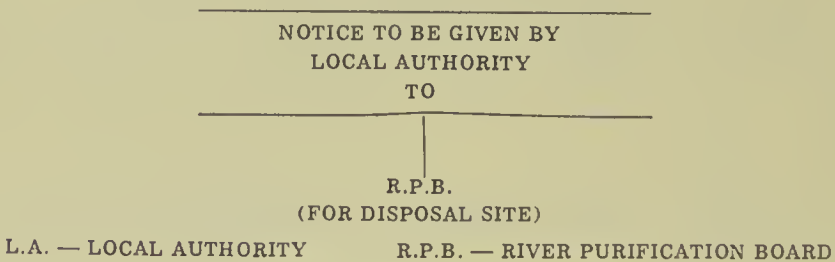 NOTICE TO BE GIVEN BY
LOCAL AUTHORITY
TO
R.P.B.
(FOR DISPOSAL SITE)
L.A. — LOCAL AUTHORITY R.P.B. — RIVER PURIFICATION BOARD